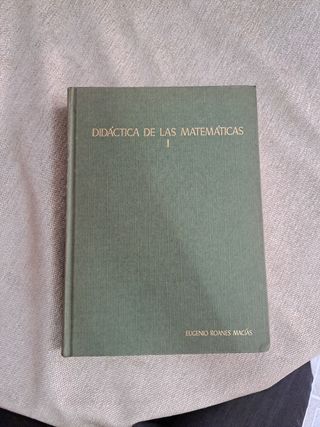 DIDÁCTICA DE LAS MATEMÁTICAS
I
EUGENIO ROANES MACÍAS